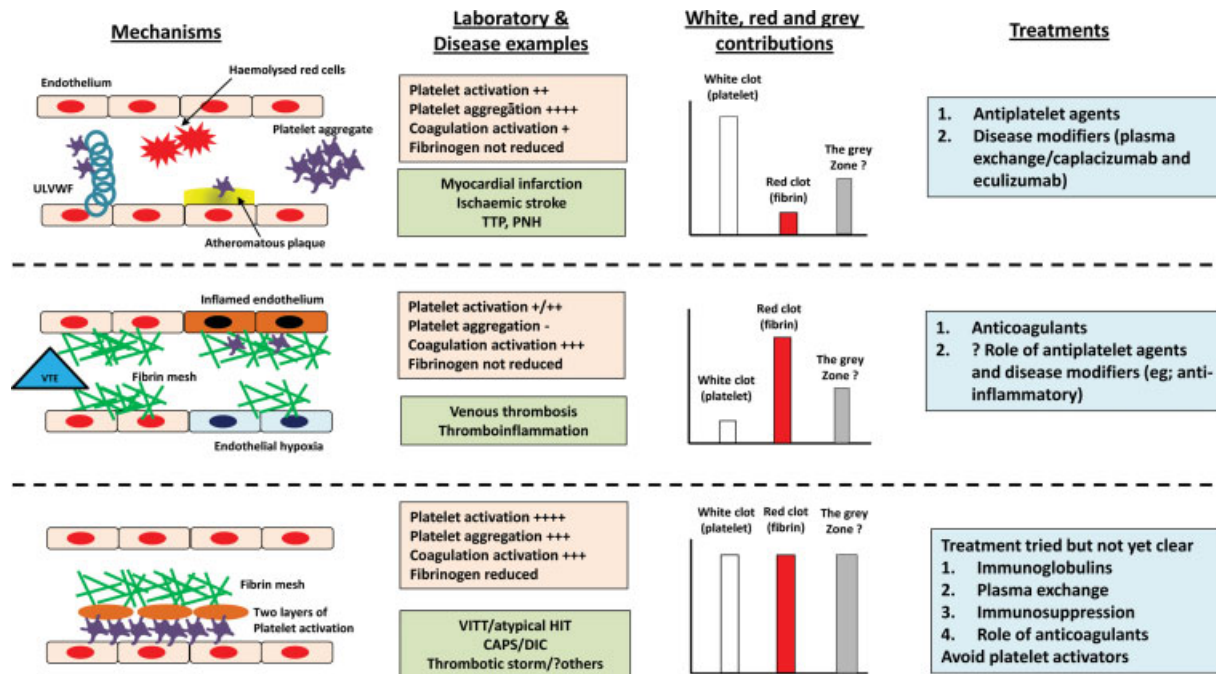 Mechanisms
Laboratory &
Disease examples
White, red and grey
contributions
Treatments
Endothelium
Haemolysed red cells
Platelet aggregate
ULVWF
Atheromatous plaque
Platelet activation ++
Platelet aggregātion ++++
Coagulation activation +
Fibrinogen not reduced
Myocardial infarction
Ischaemic stroke
TTP, PNH
White clot
(platelet)
Red clot
(fibrin)
The grey
Zone ?
1. Antiplatelet agents
2. Disease modifiers (plasma
exchange/caplacizumab and
eculizumab)
Inflamed endothelium
VTE
Fibrin mesh
Endothelial hypoxia
Platelet activation +/++
Platelet aggregation -
Coagulation activation +++
Fibrinogen not reduced
Venous thrombosis
Thromboinflammation
White clot
(platelet)
Red clot
(fibrin)
The grey
Zone ?
1. Anticoagulants
2. ? Role of antiplatelet agents
and disease modifiers (eg; anti-
inflammatory)
Fibrin mesh
Two layers of
Platelet activation
Platelet activation ++++
Platelet aggregation +++
Coagulation activation +++
Fibrinogen reduced
VITT/atypical HIT
CAPS/DIC
Thrombotic storm/?others
White clot
(platelet)
Red clot
(fibrin)
The grey
Zone ?
Treatment tried but not yet clear
1. Immunoglobulins
2. Plasma exchange
3. Immunosuppression
4. Role of anticoagulants
Avoid platelet activators